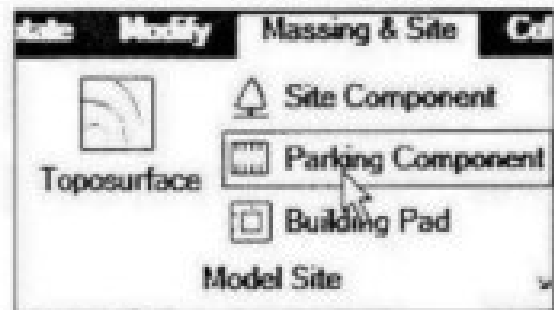 Modify Massing & Site
Site Component
Parking Component
Toposurface
Building Pad
Model Site